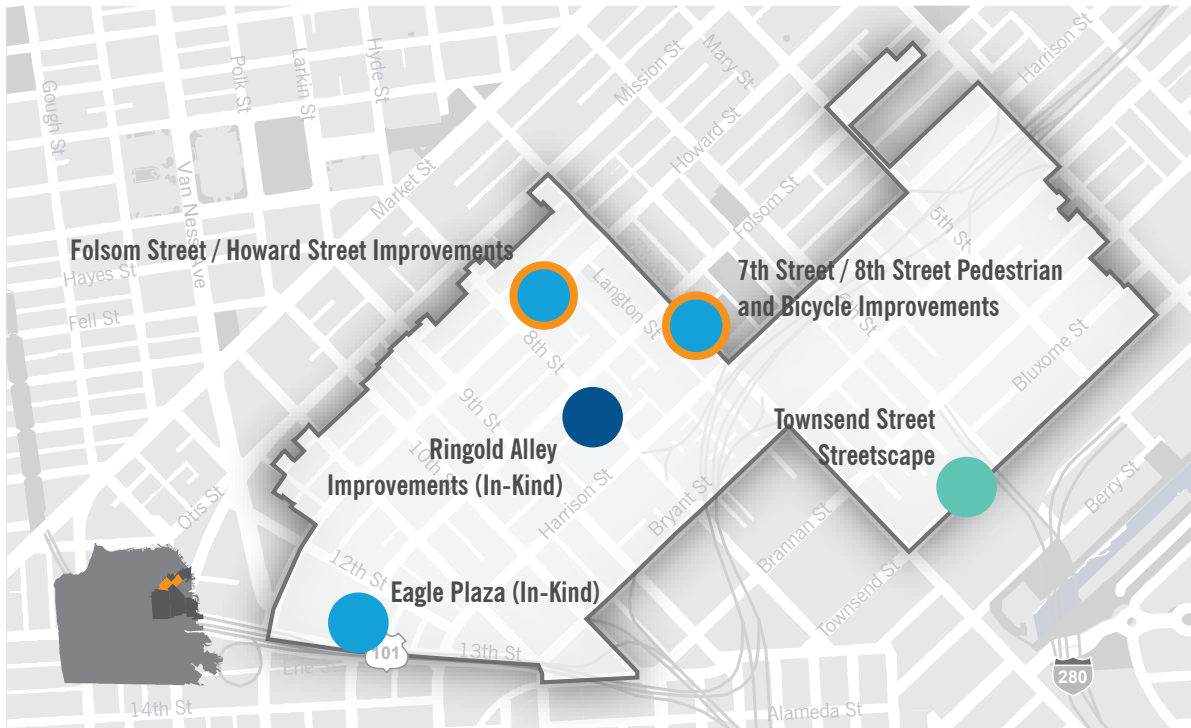 Gough St
Polk St
Larkin St
Hyde St
Van Ness Ave
Mission St
Mary St
Harrison St
Market St
Howard St
Folsom St
5th St
Folsom Street / Howard Street Improvements
Hayes St
Fell St
7th Street / 8th Street Pedestrian
and Bicycle Improvements
Langton St
6th St
8th St
Bluxome St
9th St
10th St
Townsend Street
Streetscape
Ringold Alley
Improvements (In-Kind)
Harrison St
Bryant St
Brannan St
Berry St
Otis St
12th St
Eagle Plaza (In-Kind)
Townsend St
101
13th St
Erie St
280
14th St
Alameda St